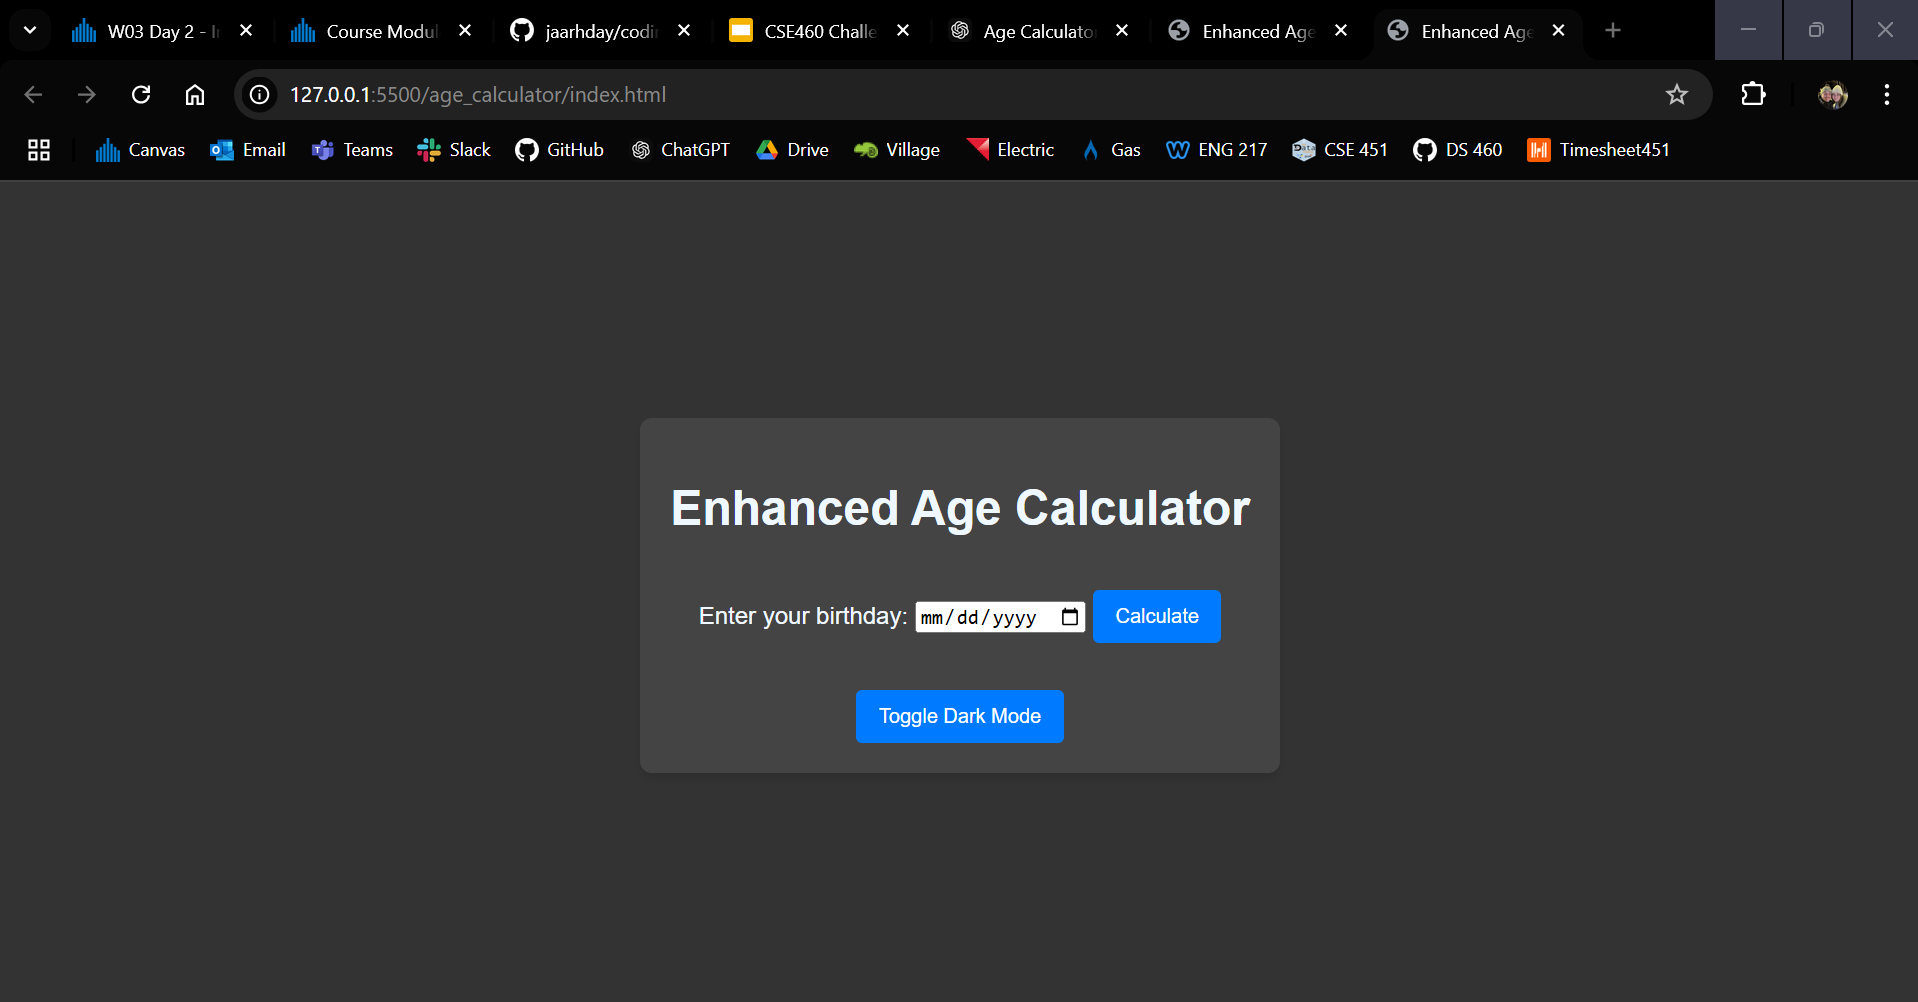 W03 Day 2 - Course Modul jaarhday/codi CSE460 Challe Age Calculato Enhanced Age Enhanced Age
127.0.0.1:5500/age_calculator/index.html
Canvas Email Teams Slack GitHub ChatGPT Drive Village Electric Gas ENG 217 CSE 451 DS 460 Timesheet451
Enhanced Age Calculator
Enter your birthday: mm/dd/yyyy Calculate
Toggle Dark Mode